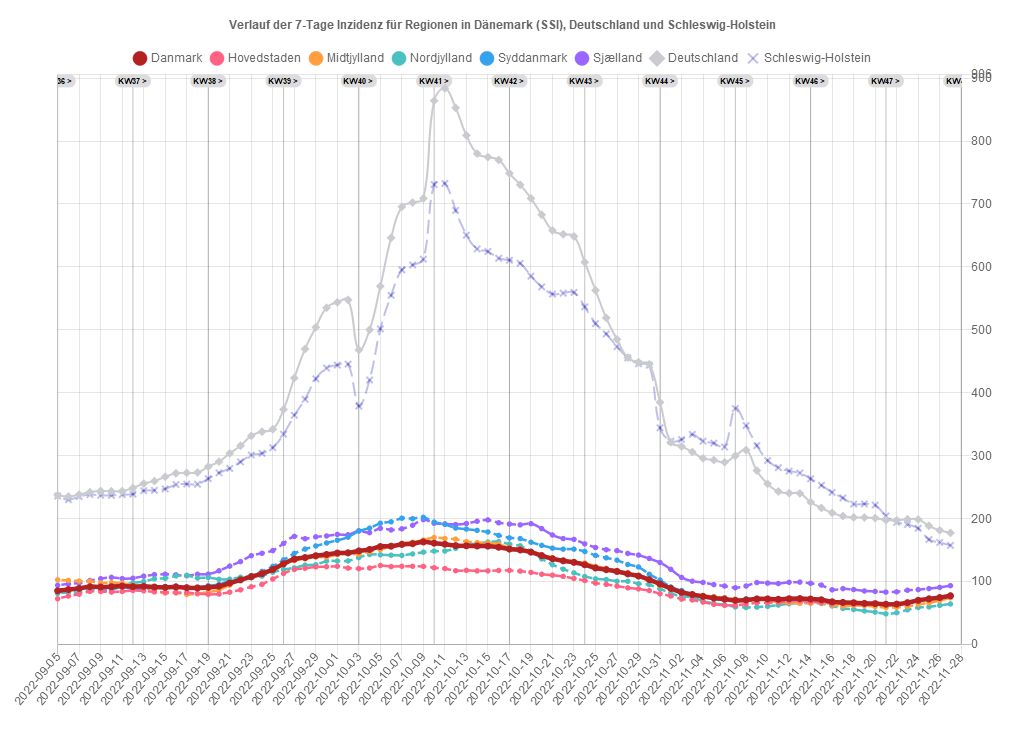 Verlauf der 7-Tage Inzidenz für Regionen in Dänemark (SSI), Deutschland und Schleswig-Holstein
Danmark Hovedstaden Midtjylland Nordjylland Syddanmark Sjælland Deutschland Schleswig-Holstein
36 > KW37 > KW38 > KW39 > KW40 > KW41 > KW42 > KW43 > KW44 > KW45 > KW46 > KW47 > KW
906
900
800
700
600
500
400
300
200
100
0
2022-09-05 2022-09-07 2022-09-09 2022-09-11 2022-09-13 2022-09-15 2022-09-17 2022-09-19 2022-09-21 2022-09-23 2022-09-25 2022-09-27 2022-09-29 2022-10-01 2022-10-03 2022-10-05 2022-10-07 2022-10-09 2022-10-11 2022-10-13 2022-10-15 2022-10-17 2022-10-19 2022-10-21 2022-10-23 2022-10-25 2022-10-27 2022-10-29 2022-10-31 2022-11-02 2022-11-04 2022-11-06 2022-11-08 2022-11-10 2022-11-12 2022-11-14 2022-11-16 2022-11-18 2022-11-20 2022-11-22 2022-11-24 2022-11-26 2022-11-28